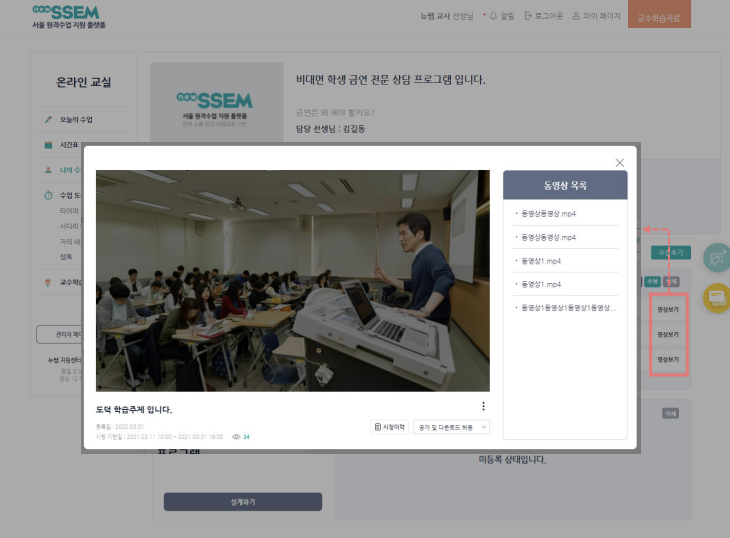 newSSEM
서울 원격수업 지원 플랫폼
뉴쌤 교사 선생님
알림
로그아웃
마이 페이지
교수학습자료
온라인 교실
오늘의 수업
시간표
나의 수
수업 도
타이머
사다리
자리 배
교수학습
관리자 페이
뉴쌤 지원센터
newSSEM
서울 원격수업 지원 플랫폼
비대면 학생 금연 전문 상담 프로그램 입니다.
금연은 왜 해야 할까요?
담당 선생님 : 김길동
동영상 목록
· 동영상동영상.mp4
· 동영상동영상.mp4
· 동영상1.mp4
· 동영상1.mp4
· 동영상1동영상1동영상1동영상...
도덕 학습주제 입니다.
등록일 : 2020.03.01
시청 기한일 : 2021.03.11 10:00 ~ 2021.03.31 18:00
34
시청이력
공개 및 다운로드 허용
수업추가
수정
삭제
영상보기
영상보기
영상보기
삭제
프로그램
미등록 상태입니다.
설계하기